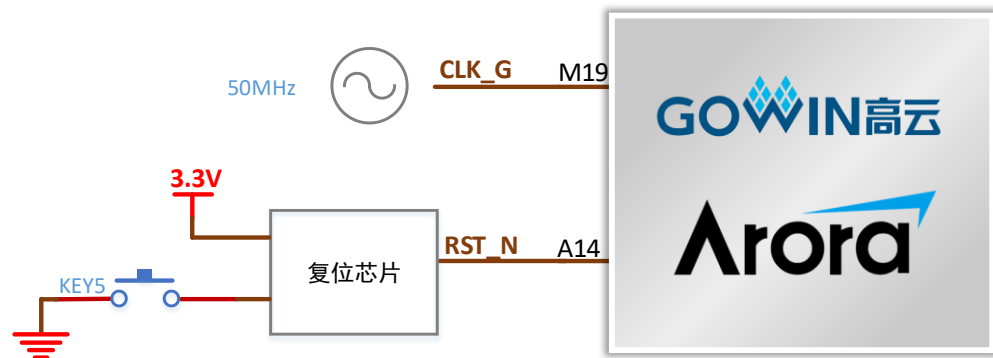 50MHz
CLK_G
M19
GOWIN高云
Arora
3.3V
复位芯片
RST_N
A14
KEY5